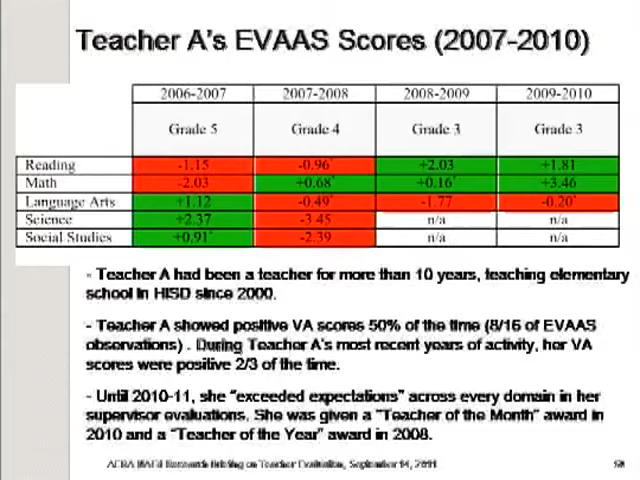 Teacher A's EVAAS Scores (2007-2010)
2006-2007 2007-2008 2008-2009 2009-2010
Grade 5 Grade 4 Grade 3 Grade 3
Reading -1.15 -0.96* +2.03 +1.81
Math -2.03 +0.68* +0.16* +3.46
Language Arts +1.12 -0.49* -1.77 -0.20*
Science +2.37 -3.45 n/a n/a
Social Studies +0.91* -2.39 n/a n/a
- Teacher A had been a teacher for more than 10 years, teaching elementary
school in HISD since 2000.
- Teacher A showed positive VA scores 50% of the time (8/16 of EVAAS
observations) . During Teacher A's most recent years of activity, her VA
scores were positive 2/3 of the time.
- Until 2010-11, she "exceeded expectations" across every domain in her
supervisor evaluations. She was given a "Teacher of the Month" award in
2010 and a "Teacher of the Year" award in 2008.
Research Briefing on Teacher Evaluation, September 14, 2011